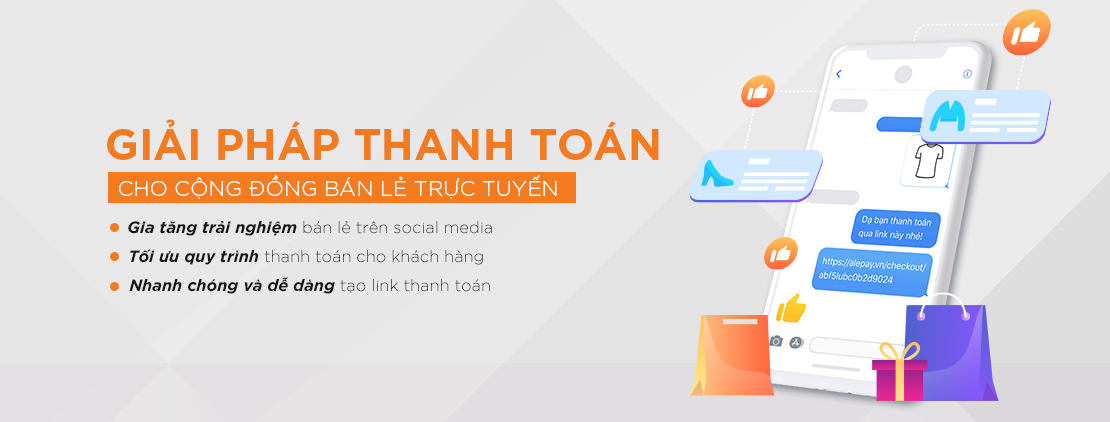 GIẢI PHÁP THANH TOÁN
CHO CỘNG ĐỒNG BÁN LẺ TRỰC TUYẾN
Gia tăng trải nghiệm bán lẻ trên social media
Tối ưu quy trình thanh toán cho khách hàng
Nhanh chóng và dễ dàng tạo link thanh toán
Dạ bạn thanh toán
qua link này nhé!
https://alepay.vn/checkout/
abf5lubc0b2d9024